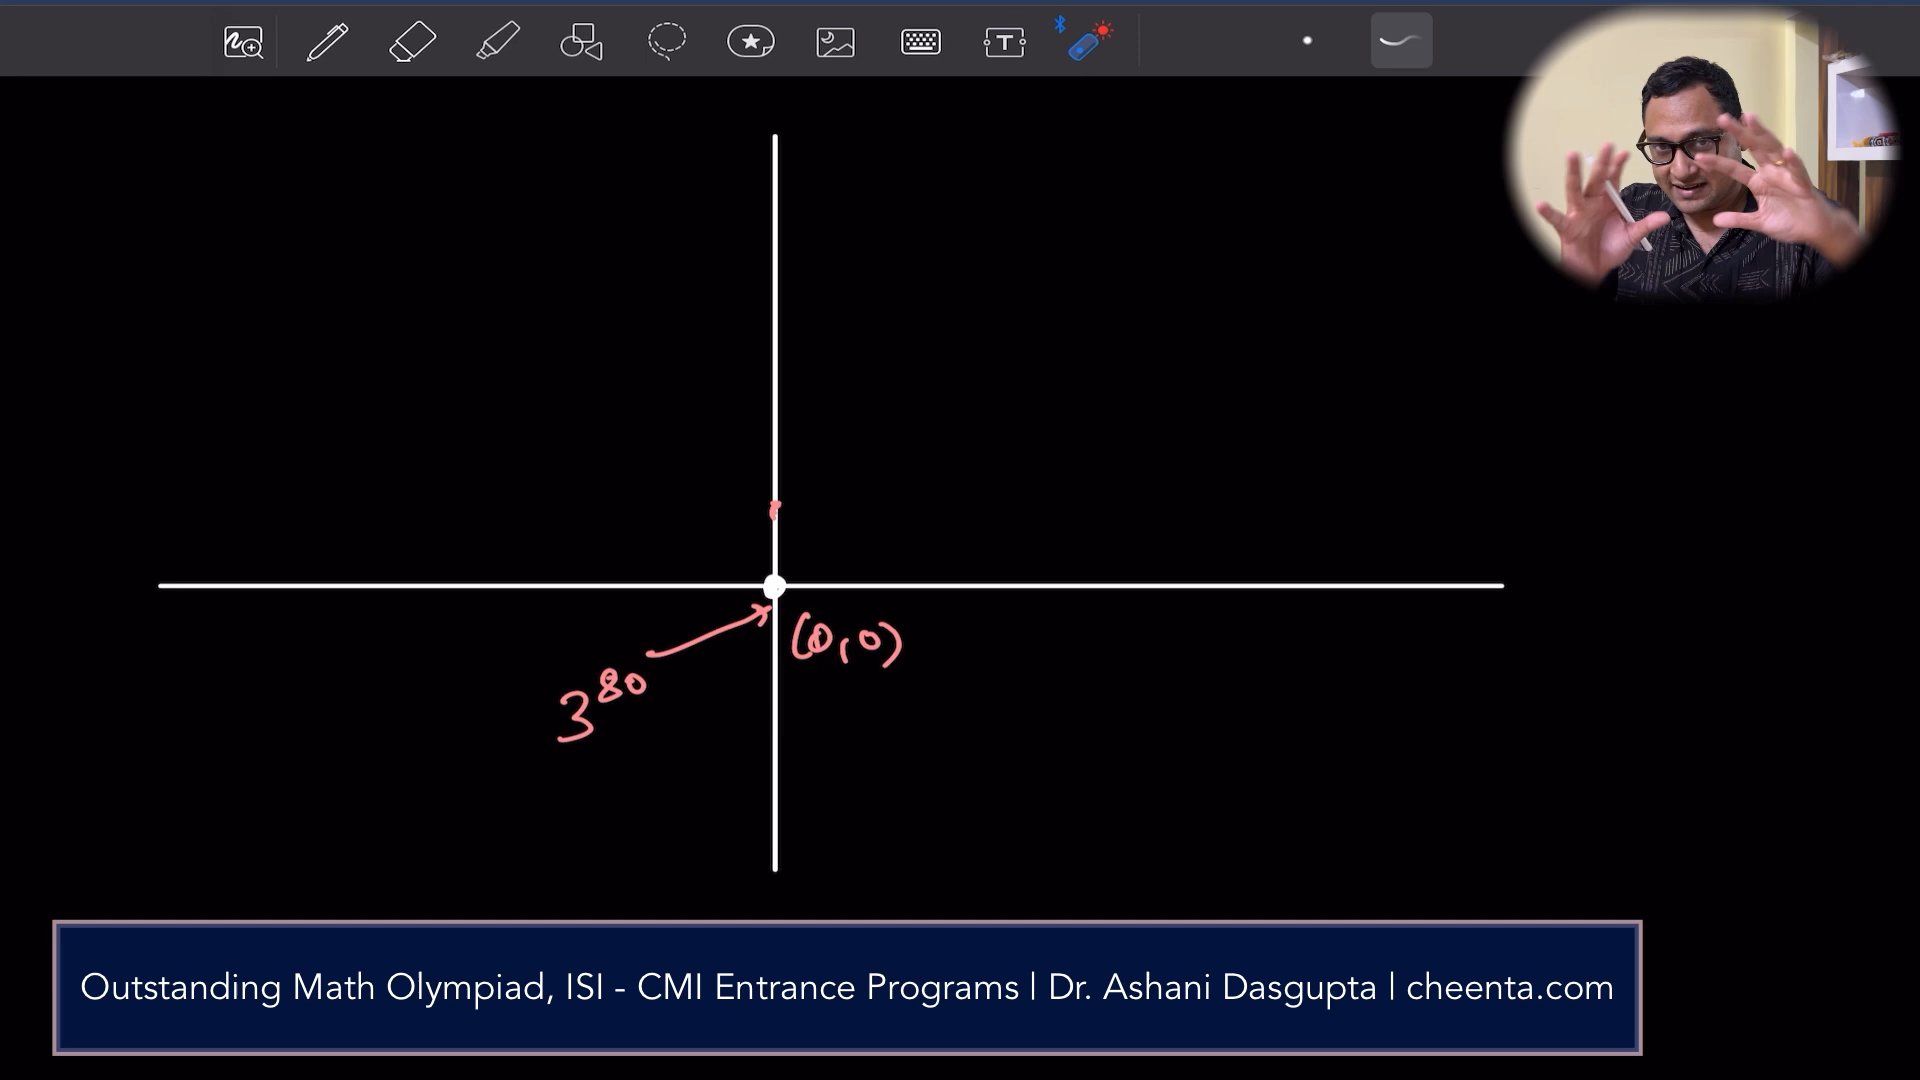 (0,0)
3^80
Outstanding Math Olympiad, ISI - CMI Entrance Programs | Dr. Ashani Dasgupta | cheenta.com